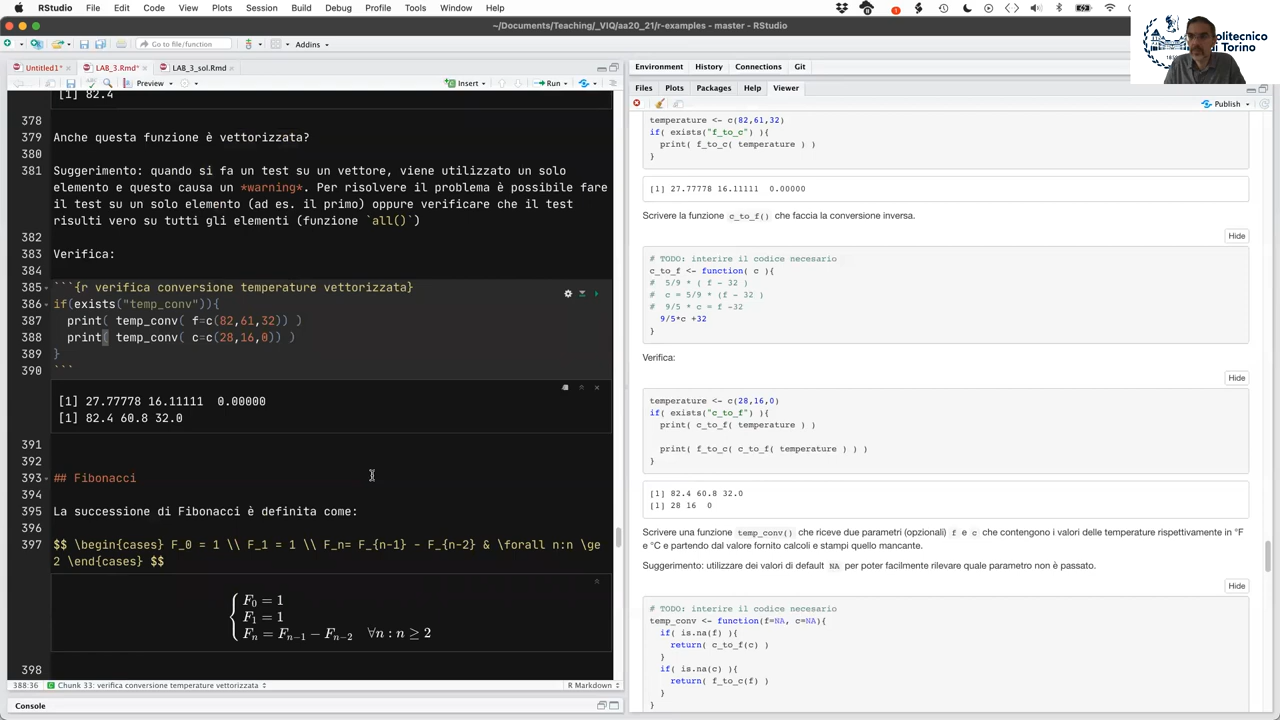 RStudio File Edit Code View Plots Session Build Debug Profile Tools Window Help
~/Documents/Teaching/_VIQ/aa20_21/r-examples - master - RStudio
Go to file/function Addins
Politecnico
di Torino
Untitled1* LAB_3.Rmd* LAB_3_sol.Rmd
Preview Insert Run
[1] 82.4
378
379 Anche questa funzione è vettorizzata?
380
381 Suggerimento: quando si fa un test su un vettore, viene utilizzato un solo
elemento e questo causa un *warning*. Per risolvere il problema è possibile fare
il test su un solo elemento (ad es. il primo) oppure verificare che il test
risulti vero su tutti gli elementi (funzione `all()`)
382
383 Verifica:
384
385 ```{r verifica conversione temperature vettorizzata}
386 if(exists("temp_conv")){
387 print( temp_conv( f=c(82,61,32)) )
388 print( temp_conv( c=c(28,16,0)) )
389 }
390 ```
[1] 27.77778 16.11111 0.00000
[1] 82.4 60.8 32.0
391
392
393 ## Fibonacci
394
395 La successione di Fibonacci è definita come:
396
397 $$ \begin{cases} F_0 = 1 \\ F_1 = 1 \\ F_n= F_{n-1} - F_{n-2} & \forall n:n \ge
2 \end{cases} $$
F0 = 1
F1 = 1
Fn = Fn−1 − Fn−2 ∀n : n ≥ 2
398
388:36 Chunk 33: verifica conversione temperature vettorizzata R Markdown
Console
Environment History Connections Git
Files Plots Packages Help Viewer
Publish
temperature <- c(82,61,32)
if( exists("f_to_c") ){
print( f_to_c( temperature ) )
}
[1] 27.77778 16.11111 0.00000
Scrivere la funzione c_to_f() che faccia la conversione inversa.
Hide
# TODO: interire il codice necesario
c_to_f <- function( c ){
# 5/9 * ( f - 32 )
# c = 5/9 * (f - 32 )
# 9/5 * c = f -32
9/5*c +32
}
Verifica:
Hide
temperature <- c(28,16,0)
if( exists("c_to_f") ){
print( c_to_f( temperature ) )
print( f_to_c( c_to_f( temperature ) ) )
}
[1] 82.4 60.8 32.0
[1] 28 16 0
Scrivere una funzione temp_conv() che riceve due parametri (opzionali) f e c che contengono i valori delle temperature rispettivamente in °F
e °C e partendo dal valore fornito calcoli e stampi quello mancante.
Suggerimento: utilizzare dei valori di default NA per poter facilmente rilevare quale parametro non è passato.
Hide
# TODO: interire il codice necesario
temp_conv <- function(f=NA, c=NA){
if( is.na(f) ){
return( c_to_f(c) )
}
if( is.na(c) ){
return( f_to_c(f) )
}
}